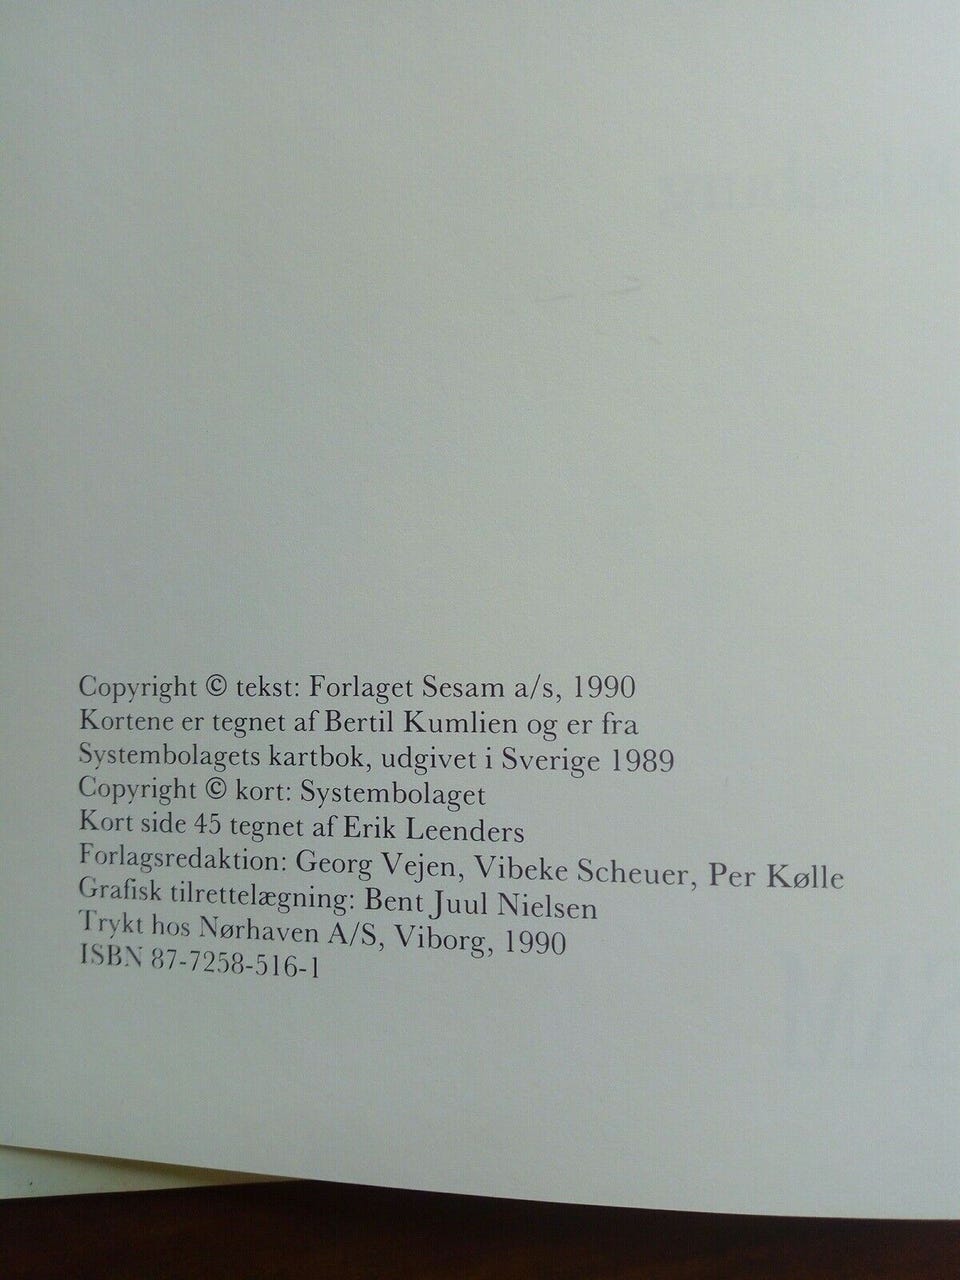 Copyright © tekst: Forlaget Sesam a/s, 1990
Kortene er tegnet af Bertil Kumlien og er fra
Systembolagets kartbok, udgivet i Sverige 1989
Copyright © kort: Systembolaget
Kort side 45 tegnet af Erik Leenders
Forlagsredaktion: Georg Vejen, Vibeke Scheuer, Per Kølle
Grafisk tilrettelægning: Bent Juul Nielsen
Trykt hos Nørhaven A/S, Viborg, 1990
ISBN 87-7258-516-1